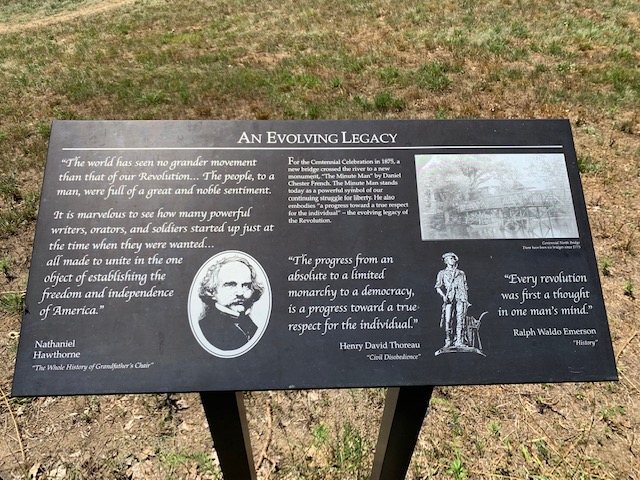 AN EVOLVING LEGACY
"The world has seen no grander movement
than that of our Revolution... The people, to a
man, were full of a great and noble sentiment.
It is marvelous to see how many powerful
writers, orators, and soldiers started up just at
the time when they were wanted...
all made to unite in the one
object of establishing the
freedom and independence
of America."
Nathaniel
Hawthorne
"The Whole History of Grandfather's Chair"
For the Centennial Celebration in 1875, a
new bridge crossed the river to a new
monument, "The Minute Man" by Daniel
Chester French. The Minute Man stands
today as a powerful symbol of our
continuing struggle for liberty. He also
embodies "a progress toward a true respect
for the individual" – the evolving legacy of
the Revolution.
Centennial North Bridge
There have been six bridges since 1775
"The progress from an
absolute to a limited
monarchy to a democracy,
is a progress toward a true
respect for the individual."
Henry David Thoreau
"Civil Disobedience"
"Every revolution
was first a thought
in one man's mind."
Ralph Waldo Emerson
"History"